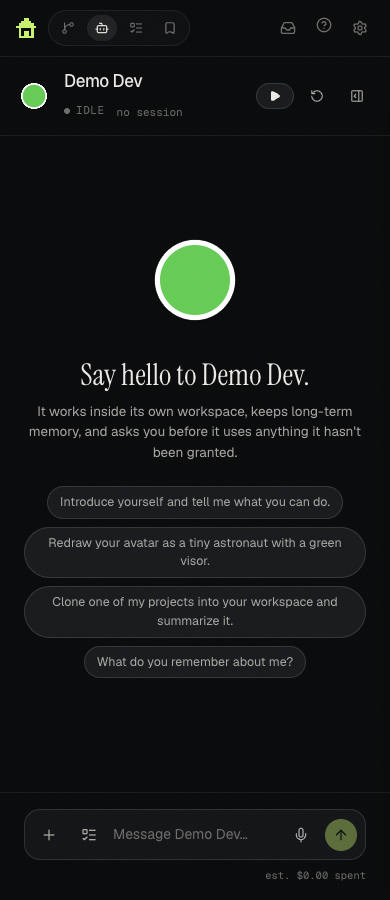 Demo Dev
IDLE no session
Say hello to Demo Dev.
It works inside its own workspace, keeps long-term
memory, and asks you before it uses anything it hasn't
been granted.
Introduce yourself and tell me what you can do.
Redraw your avatar as a tiny astronaut with a green
visor.
Clone one of my projects into your workspace and
summarize it.
What do you remember about me?
Message Demo Dev...
est. $0.00 spent